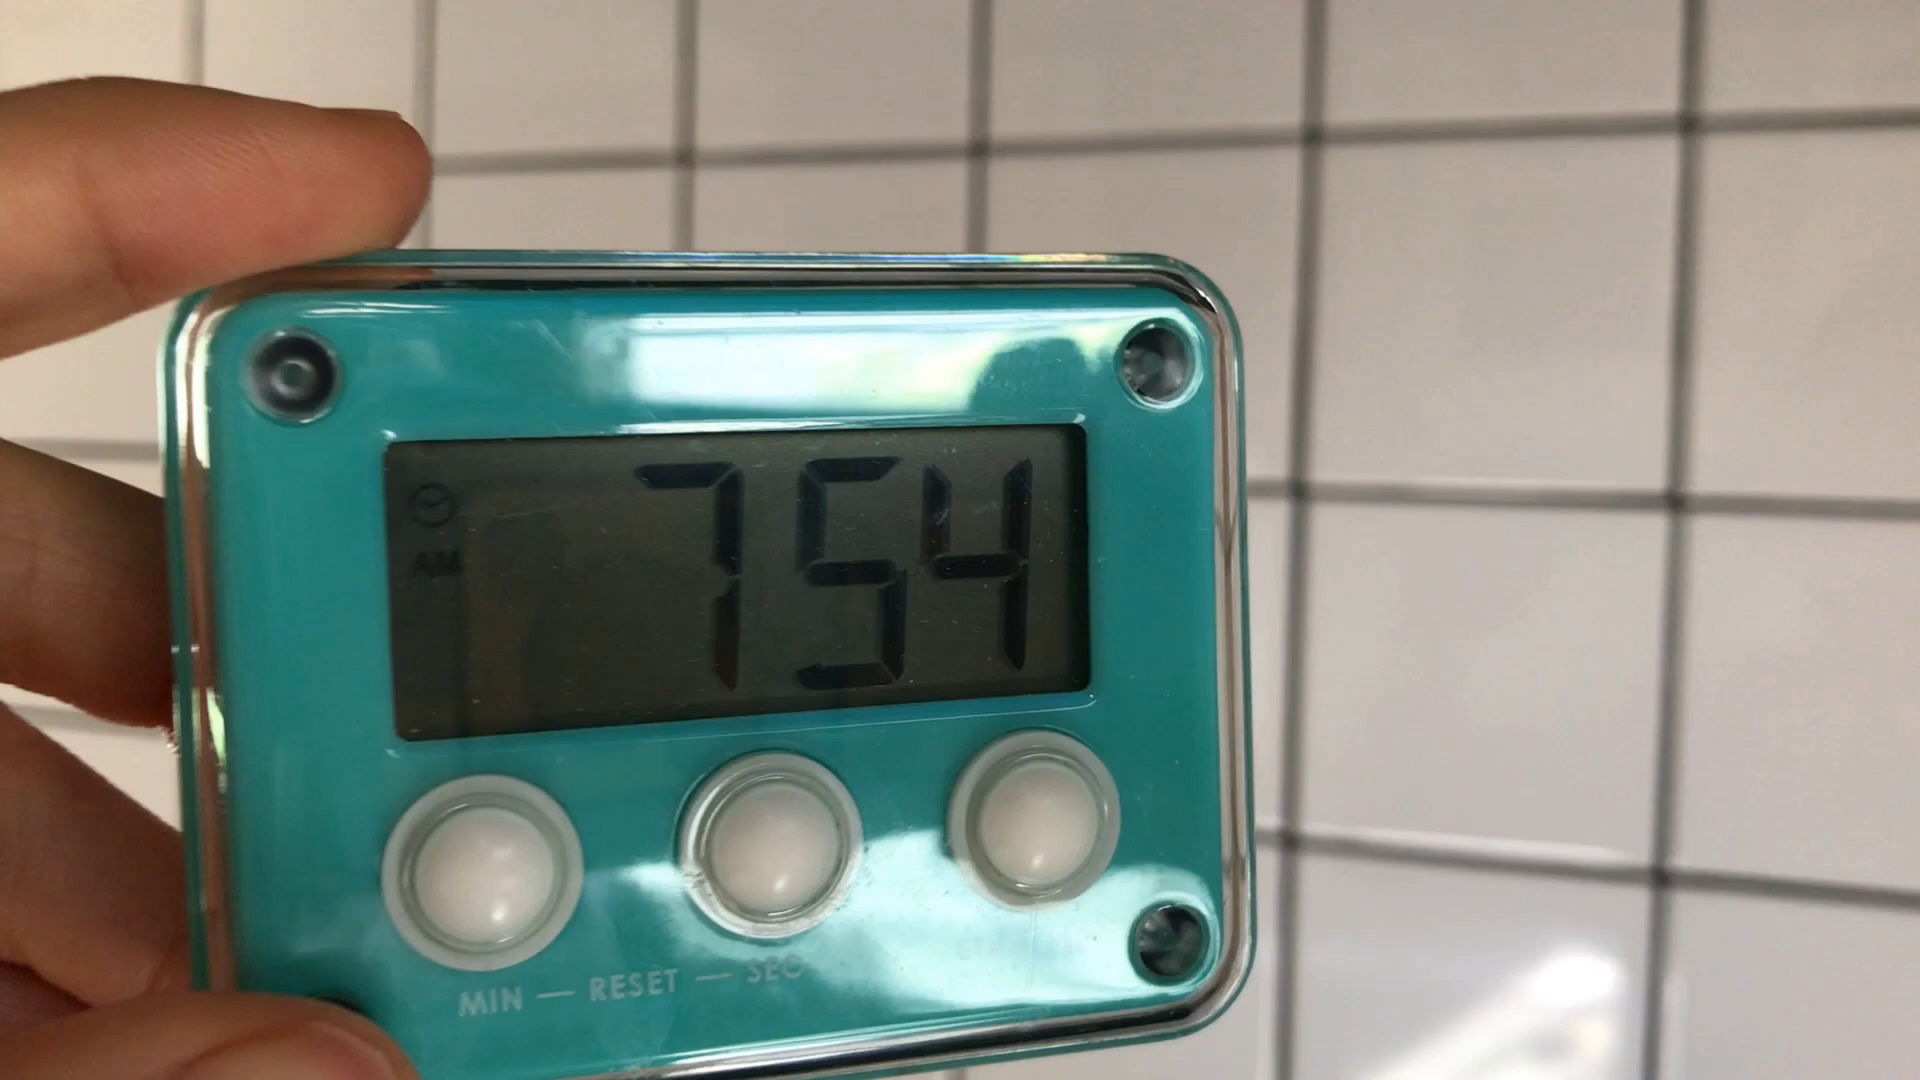 754
AM
MIN — RESET — SEC